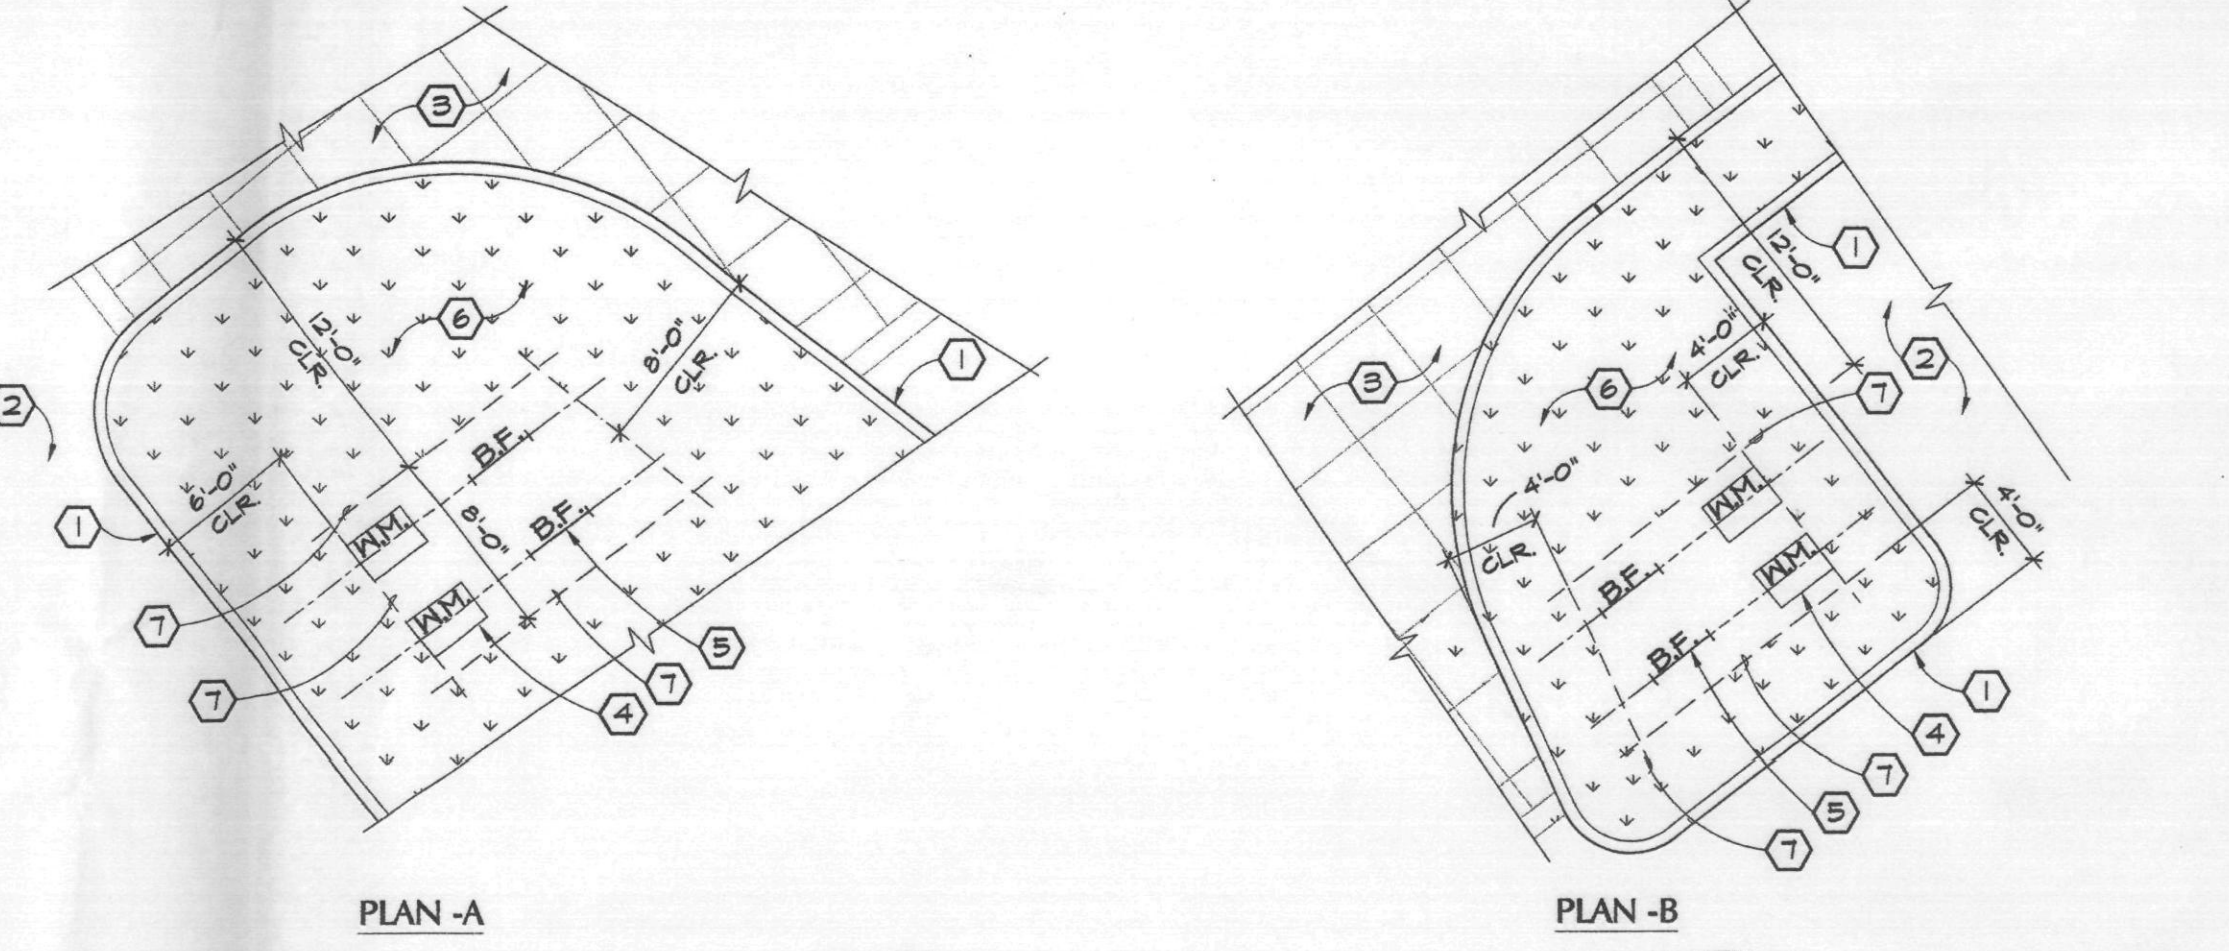 3
12'-0"
CLR.
6
8'-0"
CLR.
1
2
B.F.
6'-0"
CLR.
W.M.
8'-0"
B.F.
1
7
W.M.
5
7
7
4
PLAN -A
1
12'-0"
CLR.
3
6
4'-0"
CLR.
2
7
4'-0"
CLR.
W.M.
4'-0"
CLR.
B.F.
W.M.
B.F.
1
4
7
5
7
PLAN -B